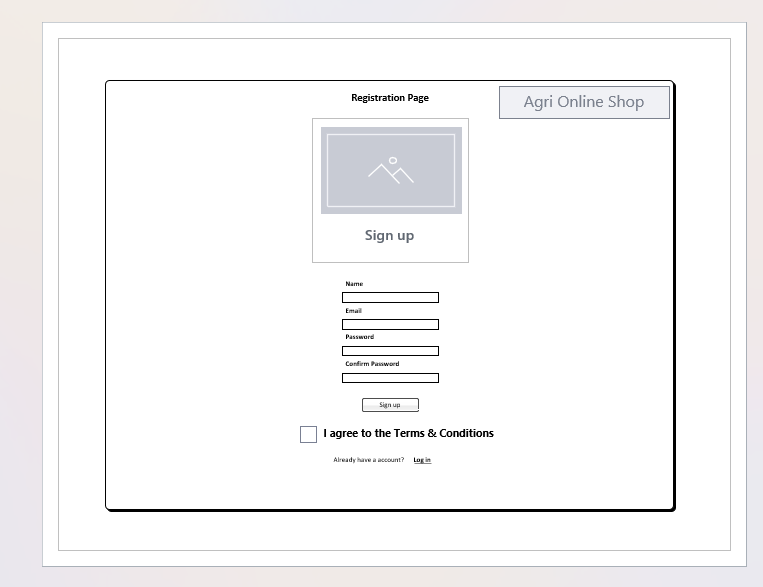 Registration Page
Agri Online Shop
Sign up
Name
Email
Password
Confirm Password
Sign up
I agree to the Terms & Conditions
Already have a account? Log in